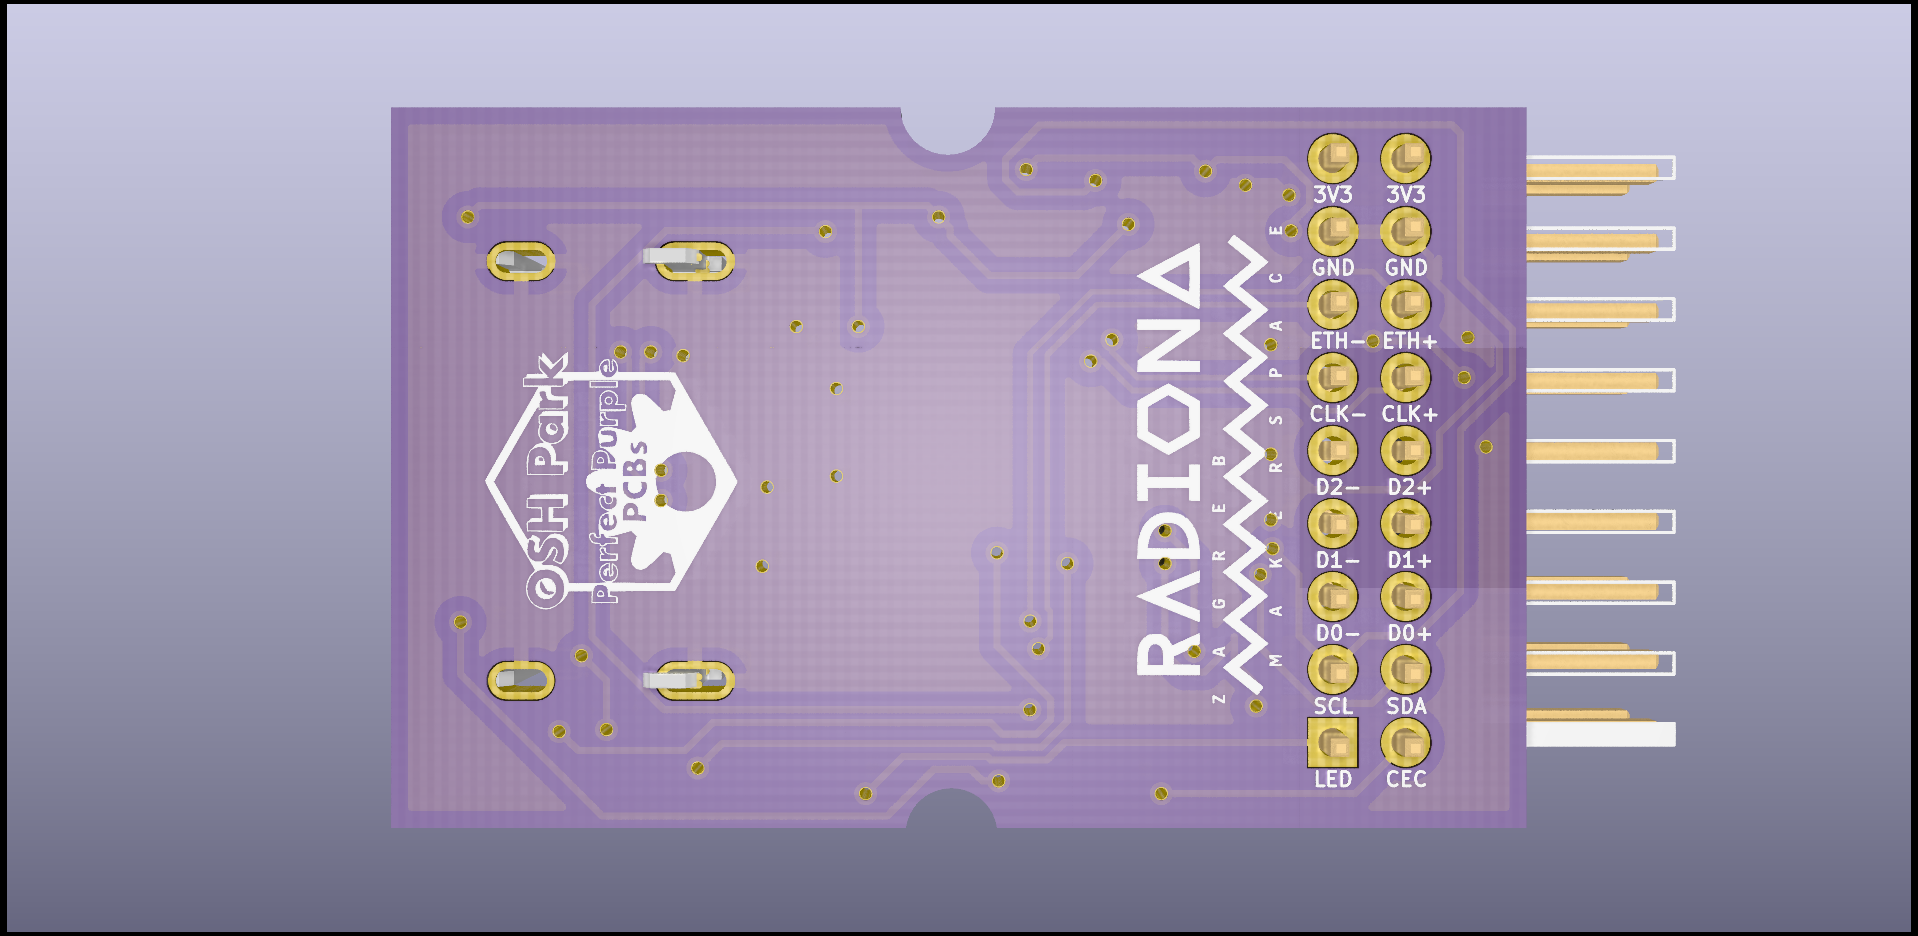 OSH Park
Perfect Purple
PCBs
RADIONA
ZAGREB
MAKERSPACE
3V3 3V3
GND GND
ETH- ETH+
CLK- CLK+
D2- D2+
D1- D1+
D0- D0+
SCL SDA
LED CEC